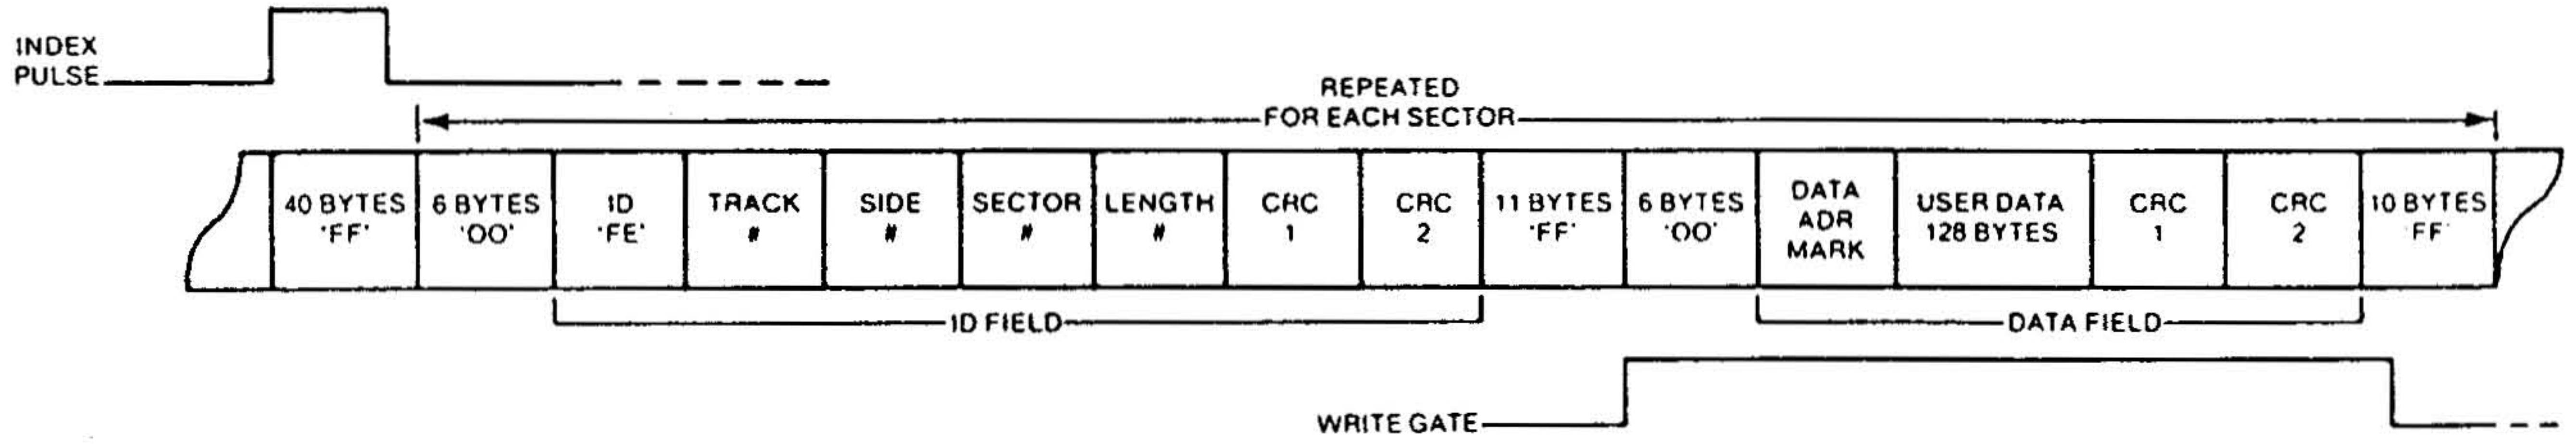 INDEX
PULSE
REPEATED
FOR EACH SECTOR
40 BYTES
'FF'
6 BYTES
'OO'
ID
'FE'
TRACK
#
SIDE
#
SECTOR
#
LENGTH
#
CRC
1
CRC
2
11 BYTES
'FF'
6 BYTES
'OO'
DATA
ADR
MARK
USER DATA
128 BYTES
CRC
1
CRC
2
10 BYTES
FF'
ID FIELD
DATA FIELD
WRITE GATE